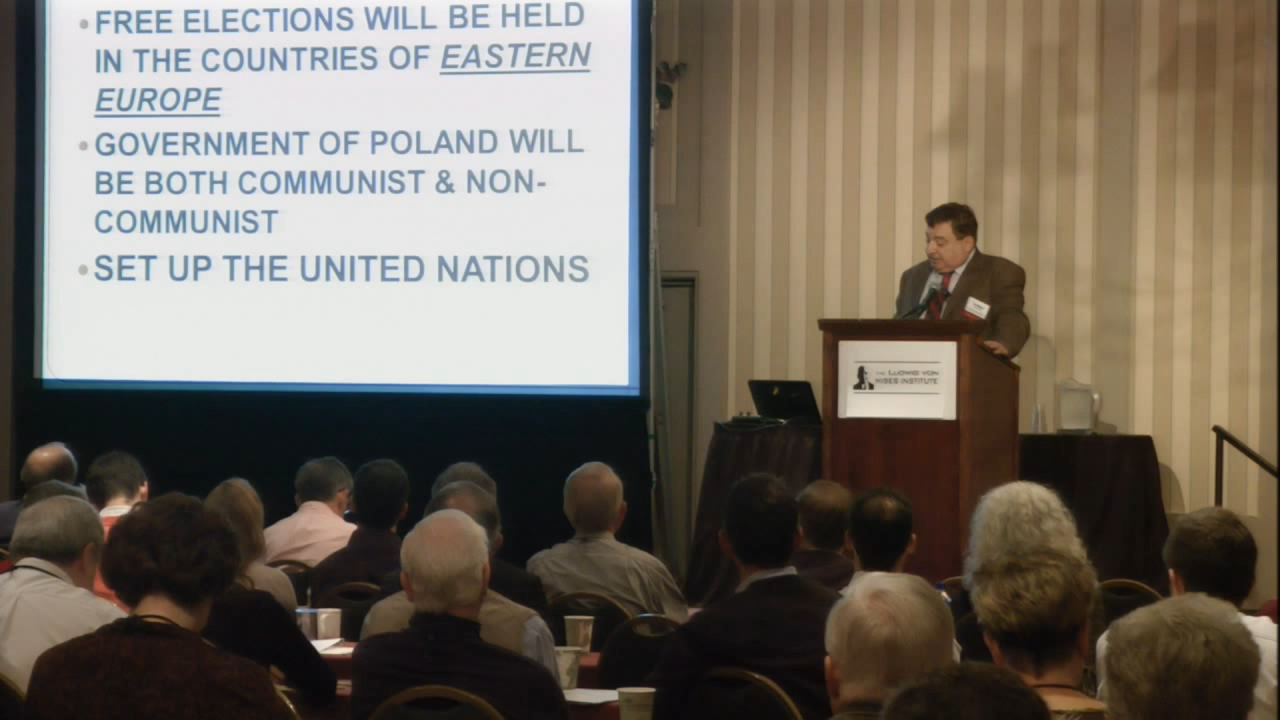 • FREE ELECTIONS WILL BE HELD
IN THE COUNTRIES OF EASTERN
EUROPE
• GOVERNMENT OF POLAND WILL
BE BOTH COMMUNIST & NON-
COMMUNIST
• SET UP THE UNITED NATIONS
THE LUDWIG VON
MISES INSTITUTE